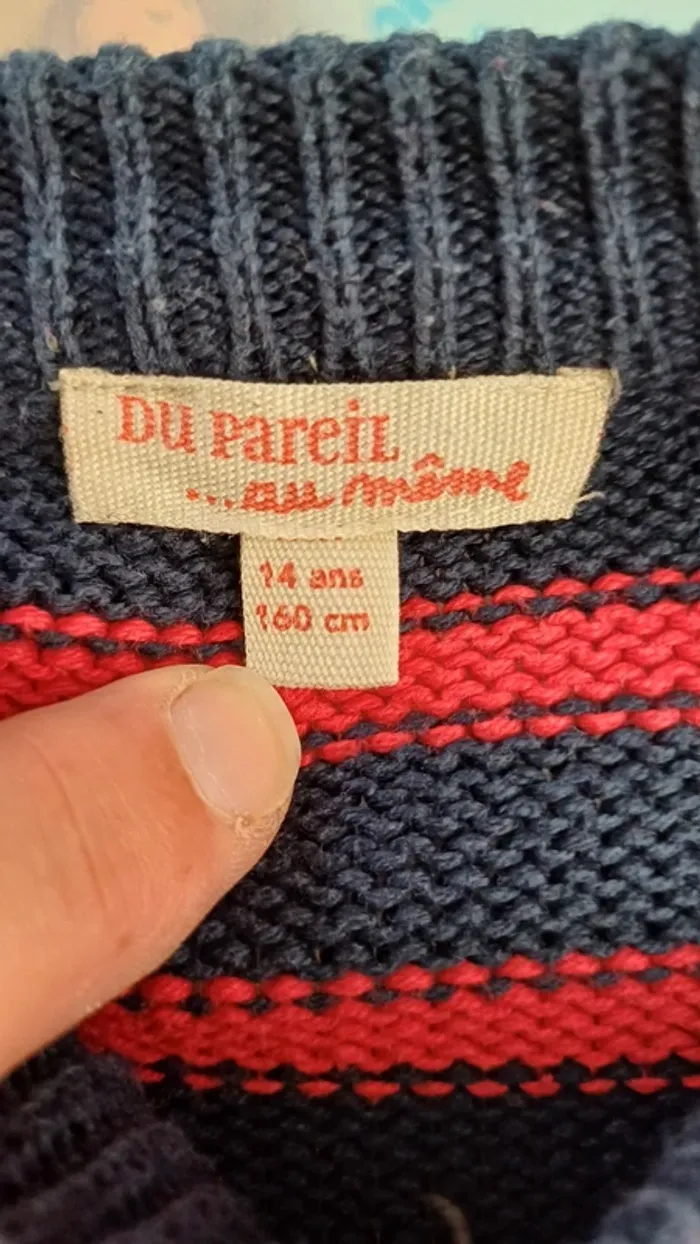 DU PareiL
...au même
14 ans
160 cm